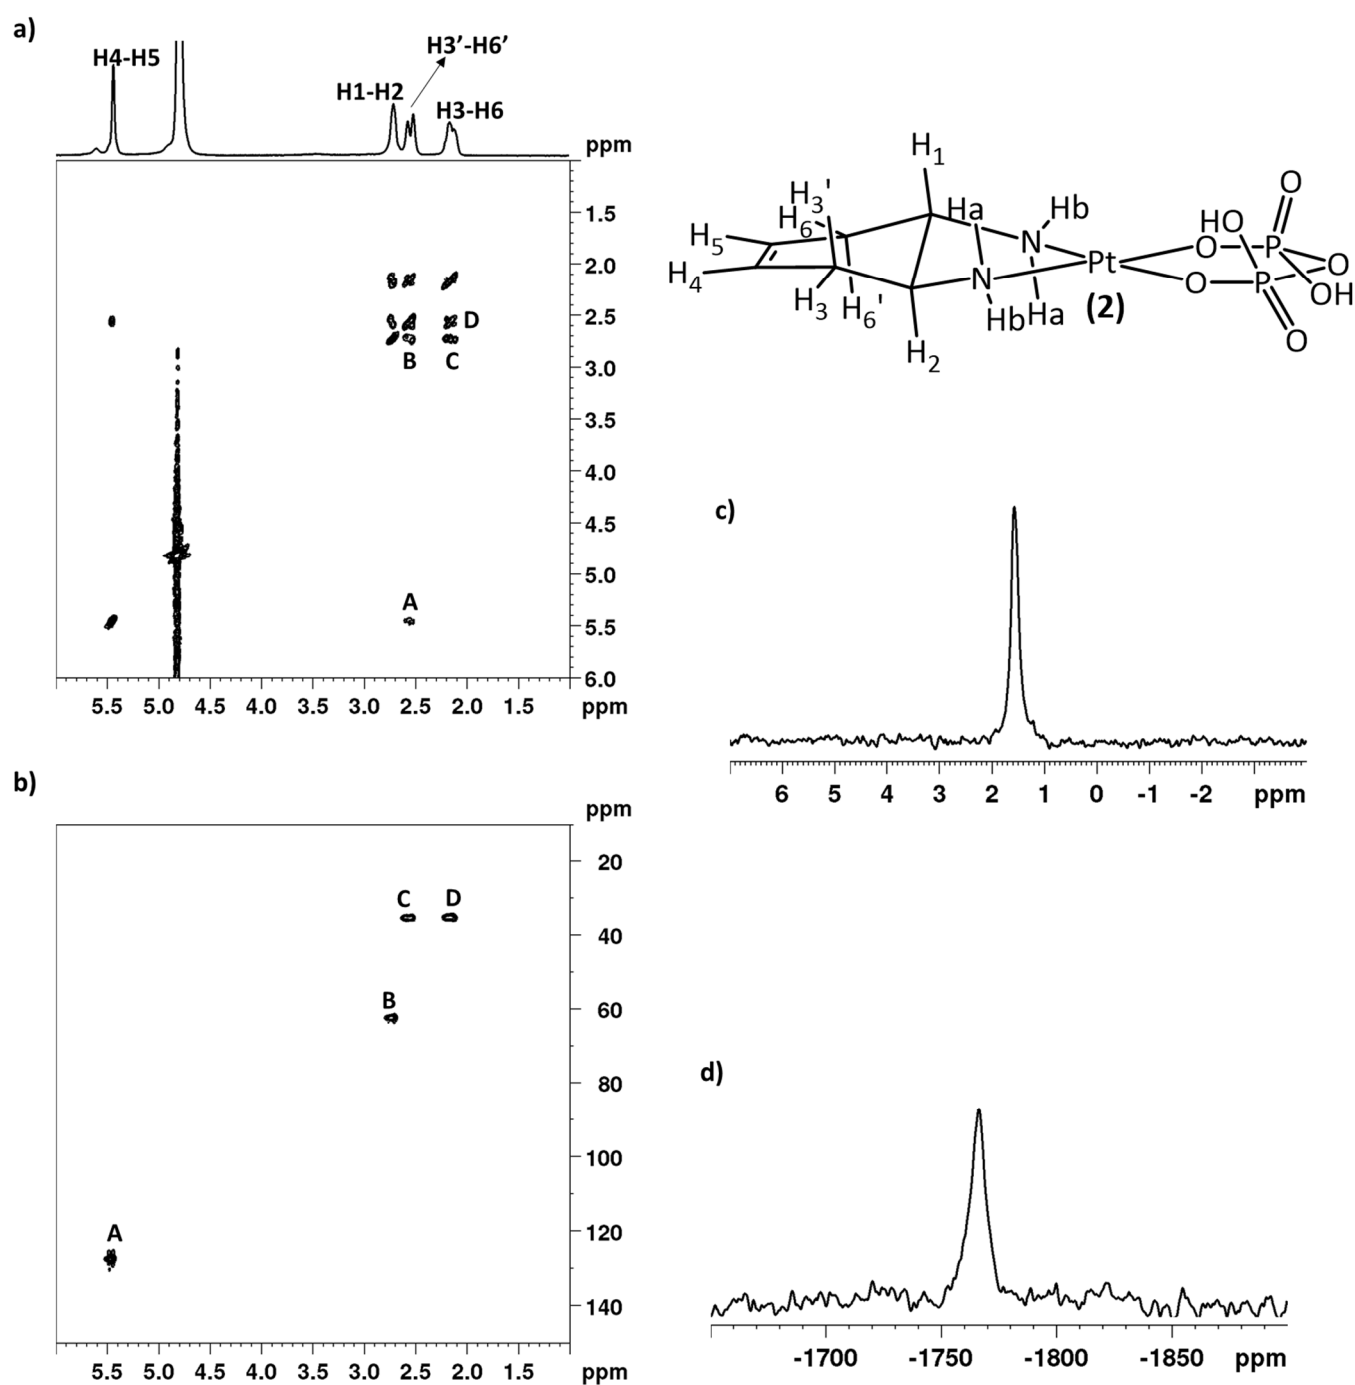 a)
H4-H5
H1-H2
H3'-H6'
H3-H6
ppm
1.5
2.0
2.5
3.0
3.5
4.0
4.5
5.0
5.5
6.0
D
B C
A
5.5 5.0 4.5 4.0 3.5 3.0 2.5 2.0 1.5 ppm
H1
Ha Hb
H3'
H6
H5
H4
H3 H6'
N N
Hb Ha
H2
Pt
(2)
O O
HO P O
P OH
O O
b)
ppm
20
40
60
80
100
120
140
C D
B
A
5.5 5.0 4.5 4.0 3.5 3.0 2.5 2.0 1.5 ppm
c)
6 5 4 3 2 1 0 -1 -2 ppm
d)
-1700 -1750 -1800 -1850 ppm